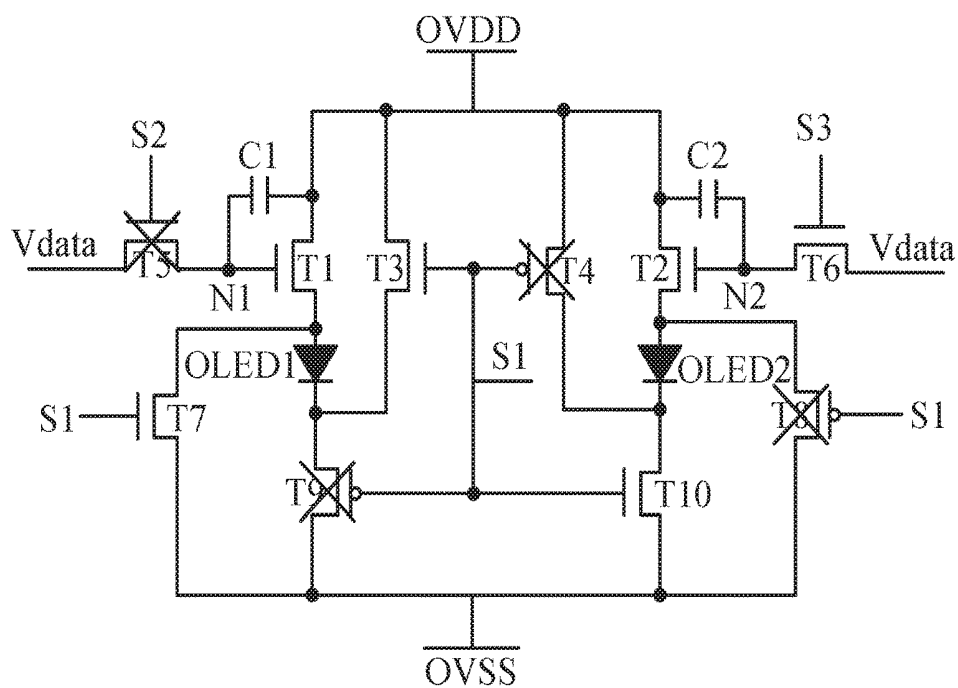 OVDD
S2
S3
C1
C2
Vdata
T5
T1
T3
T4
T2
T6
Vdata
N1
N2
OLED1
S1
OLED2
S1
T7
T8
S1
T9
T10
OVSS